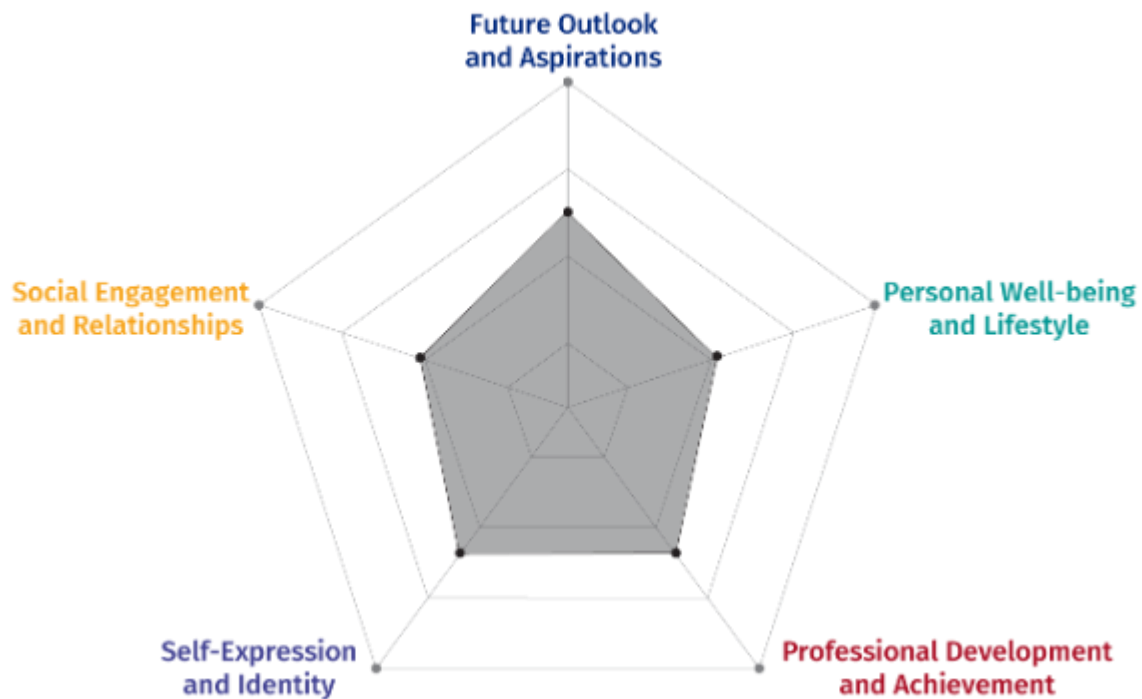 Future Outlook
and Aspirations
Social Engagement
and Relationships
Personal Well-being
and Lifestyle
Self-Expression
and Identity
Professional Development
and Achievement